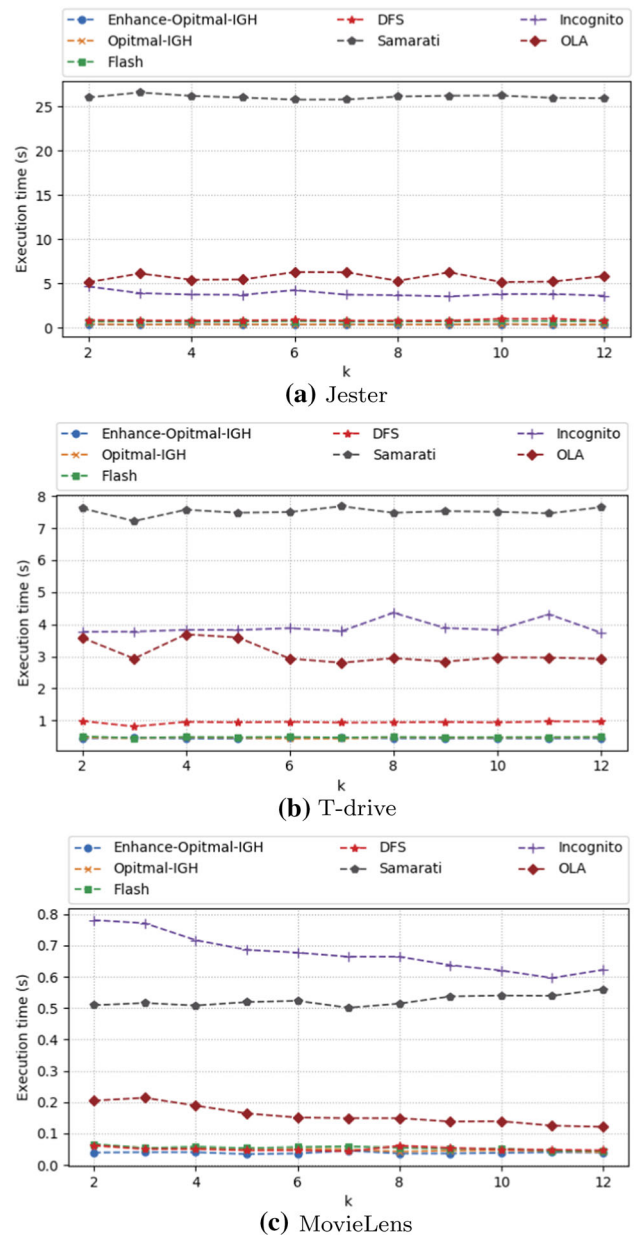 Enhance-Opitmal-IGH DFS Incognito
Opitmal-IGH Samarati OLA
Flash
25
20
15
10
5
0
Execution time (s)
2 4 6 8 10 12
k
(a) Jester
Enhance-Opitmal-IGH DFS Incognito
Opitmal-IGH Samarati OLA
Flash
8
7
6
5
4
3
2
1
Execution time (s)
2 4 6 8 10 12
k
(b) T-drive
Enhance-Opitmal-IGH DFS Incognito
Opitmal-IGH Samarati OLA
Flash
0.8
0.7
0.6
0.5
0.4
0.3
0.2
0.1
0.0
Execution time (s)
2 4 6 8 10 12
k
(c) MovieLens